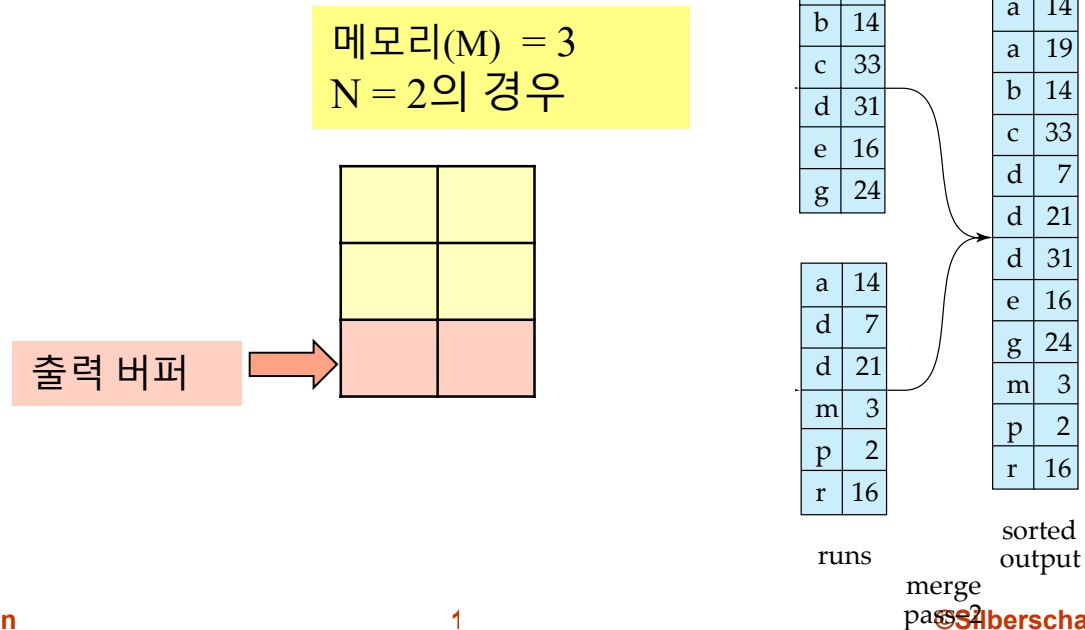 메모리(M) = 3
N = 2의 경우
출력 버퍼
b 14
c 33
d 31
e 16
g 24
a 14
d 7
d 21
m 3
p 2
r 16
runs
merge
pass–2
a 14
a 19
b 14
c 33
d 7
d 21
d 31
e 16
g 24
m 3
p 2
r 16
sorted
output
n
1
©Silberscha